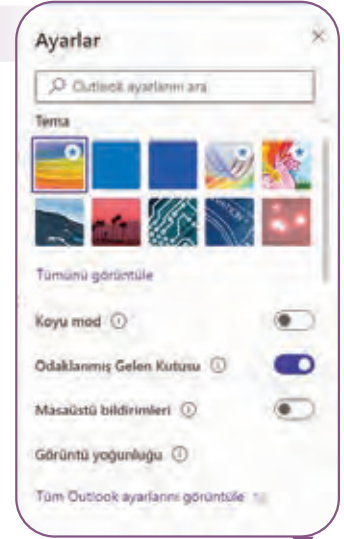 Ayarlar
Outlook ayarlarını ara
Tema
Tümünü görüntüle
Koyu mod
Odaklanmış Gelen Kutusu
Masaüstü bildirimleri
Görüntü yoğunluğu
Tüm Outlook ayarlarını görüntüle